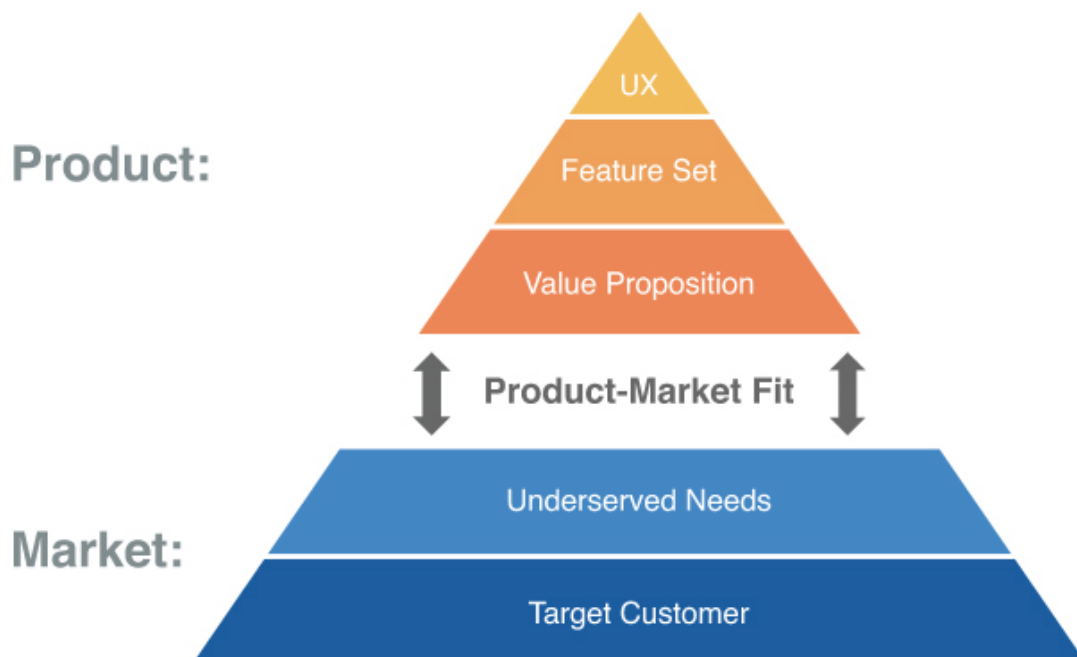 UX
Product:
Feature Set
Value Proposition
Product-Market Fit
Underserved Needs
Market:
Target Customer